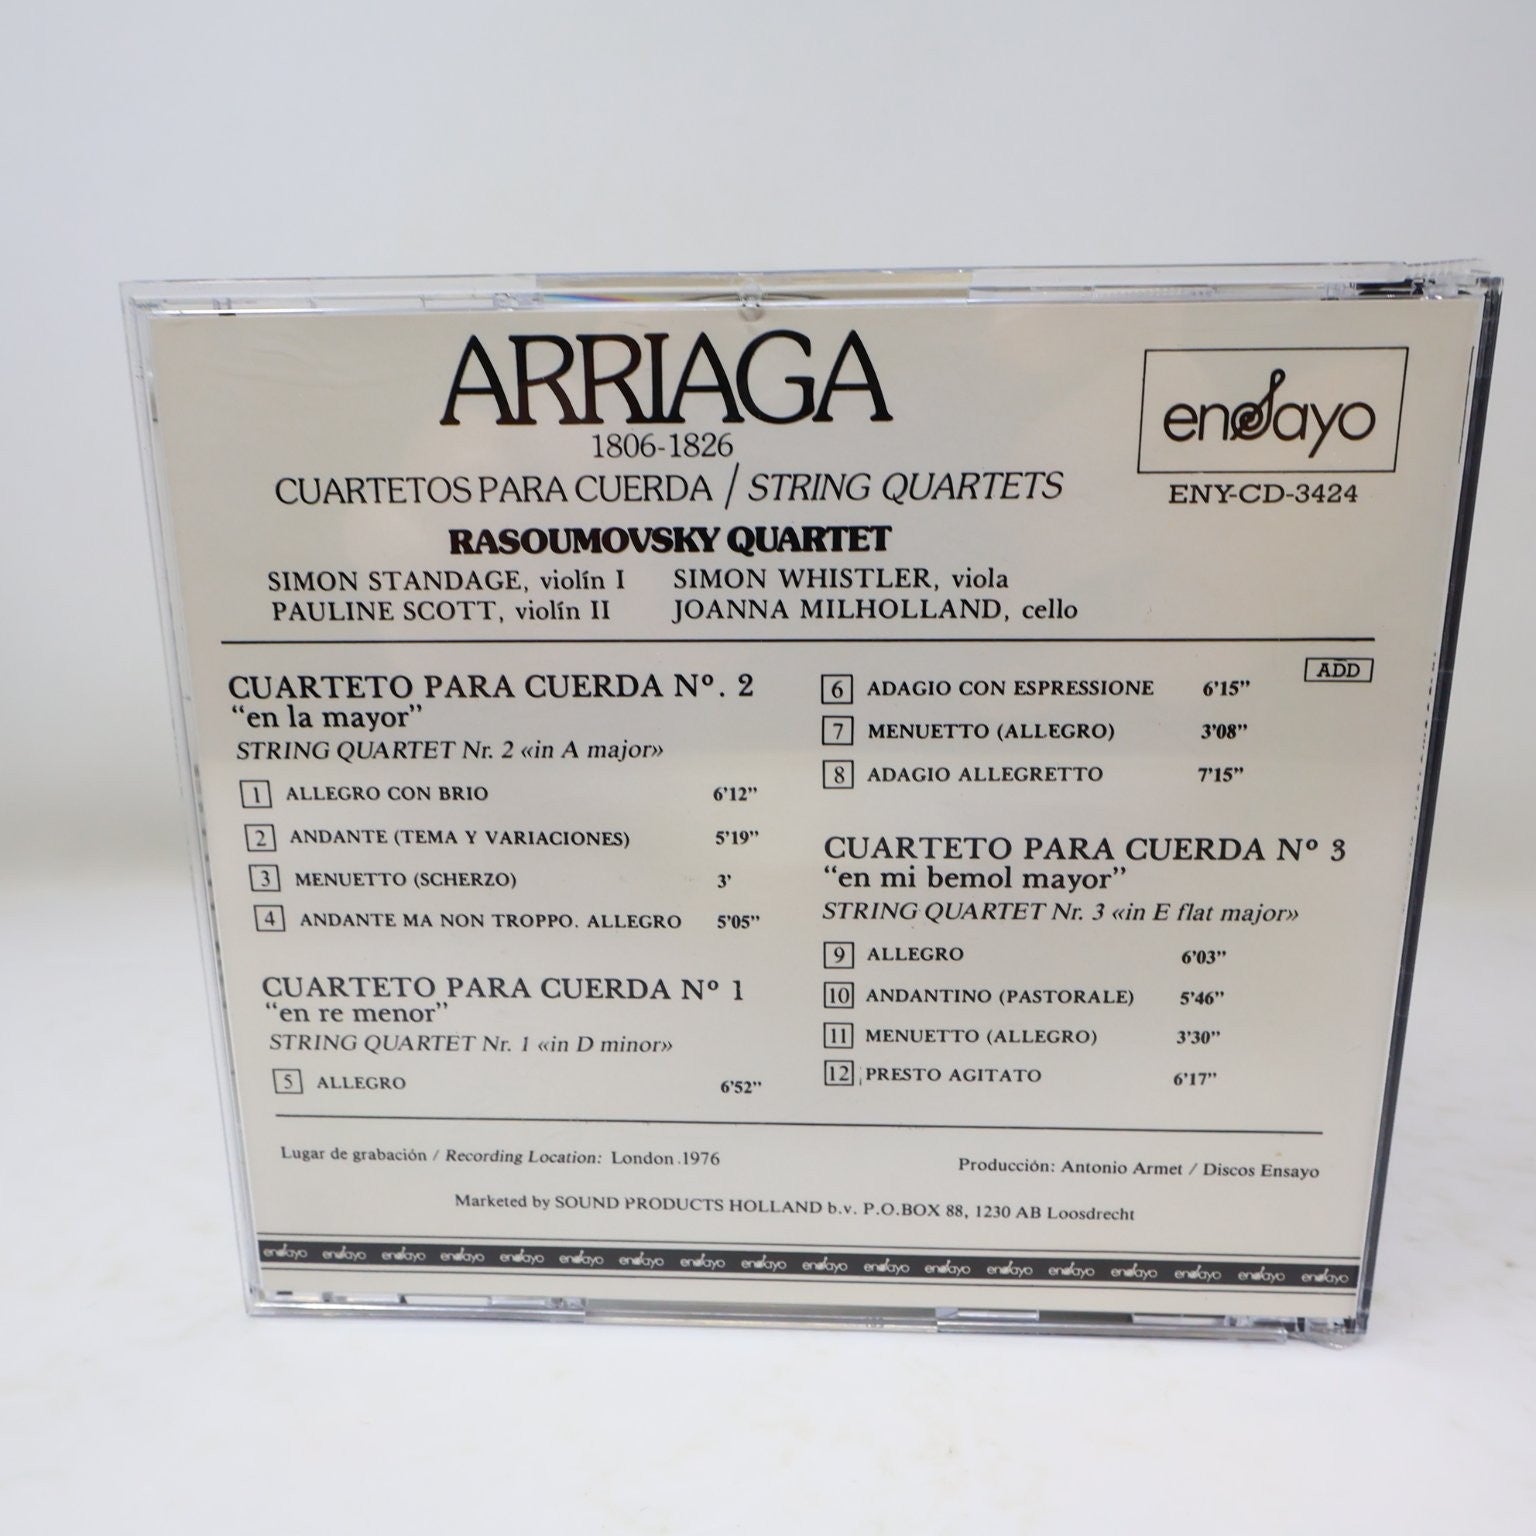 ARRIAGA
1806-1826
CUARTETOS PARA CUERDA / STRING QUARTETS
RASOUMOVSKY QUARTET
SIMON STANDAGE, violín I SIMON WHISTLER, viola
PAULINE SCOTT, violín II JOANNA MILHOLLAND, cello
ensayo
ENY-CD-3424
ADD
CUARTETO PARA CUERDA Nº. 2
“en la mayor”
STRING QUARTET Nr. 2 «in A major»
1 ALLEGRO CON BRIO 6’12”
2 ANDANTE (TEMA Y VARIACIONES) 5’19”
3 MENUETTO (SCHERZO) 3’
4 ANDANTE MA NON TROPPO. ALLEGRO 5’05”
CUARTETO PARA CUERDA Nº 1
“en re menor”
STRING QUARTET Nr. 1 «in D minor»
5 ALLEGRO 6’52”
6 ADAGIO CON ESPRESSIONE 6’15”
7 MENUETTO (ALLEGRO) 3’08”
8 ADAGIO ALLEGRETTO 7’15”
CUARTETO PARA CUERDA Nº 3
“en mi bemol mayor”
STRING QUARTET Nr. 3 «in E flat major»
9 ALLEGRO 6’03”
10 ANDANTINO (PASTORALE) 5’46”
11 MENUETTO (ALLEGRO) 3’30”
12 PRESTO AGITATO 6’17”
Lugar de grabación / Recording Location: London .1976
Producción: Antonio Armet / Discos Ensayo
Marketed by SOUND PRODUCTS HOLLAND b.v. P.O.BOX 88, 1230 AB Loosdrecht
ensayo ensayo ensayo ensayo ensayo ensayo ensayo ensayo ensayo ensayo ensayo ensayo ensayo ensayo ensayo ensayo ensayo ensayo